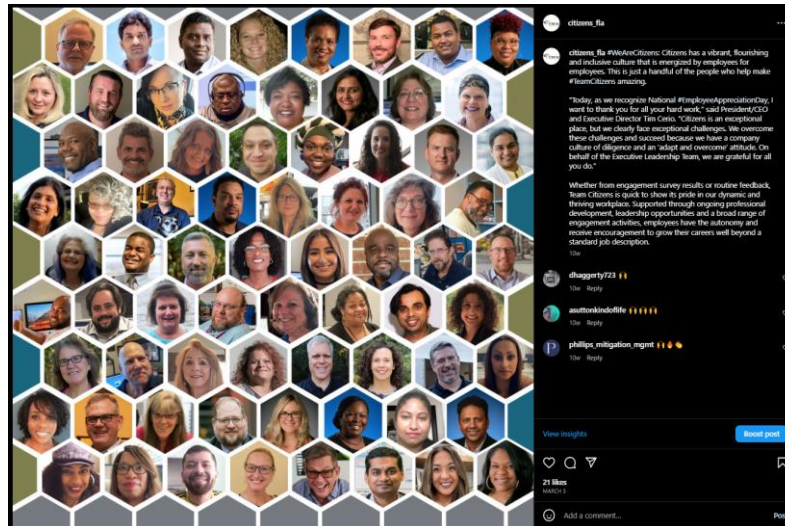 citizens_fla
citizens_fla #WeAreCitizens: Citizens has a vibrant, flourishing
and inclusive culture that is energized by employees for
employees. This is just a handful of the people who help make
#TeamCitizens amazing.
"Today, as we recognize National #EmployeeAppreciationDay, I
want to thank you for all your hard work," said President/CEO
and Executive Director Tim Cerio. "Citizens is an exceptional
place, but we clearly face exceptional challenges. We overcome
these challenges and succeed because we have a company
culture of diligence and an 'adapt and overcome' attitude. On
behalf of the Executive Leadership Team, we are grateful for all
you do."
Whether from engagement survey results or routine feedback,
Team Citizens is quick to show its pride in our dynamic and
thriving workplace. Supported through ongoing professional
development, leadership opportunities and a broad range of
engagement activities, employees have the autonomy and
receive encouragement to grow their careers well beyond a
standard job description.
10w
dhaggerty723 🙌
10w Reply
asuttonkindoflife 🙌🙌🙌
10w Reply
P
phillips_mitigation_mgmt 🙌🔥👏
10w Reply
View insights
Boost post
21 likes
MARCH 3
Add a comment...
Pos